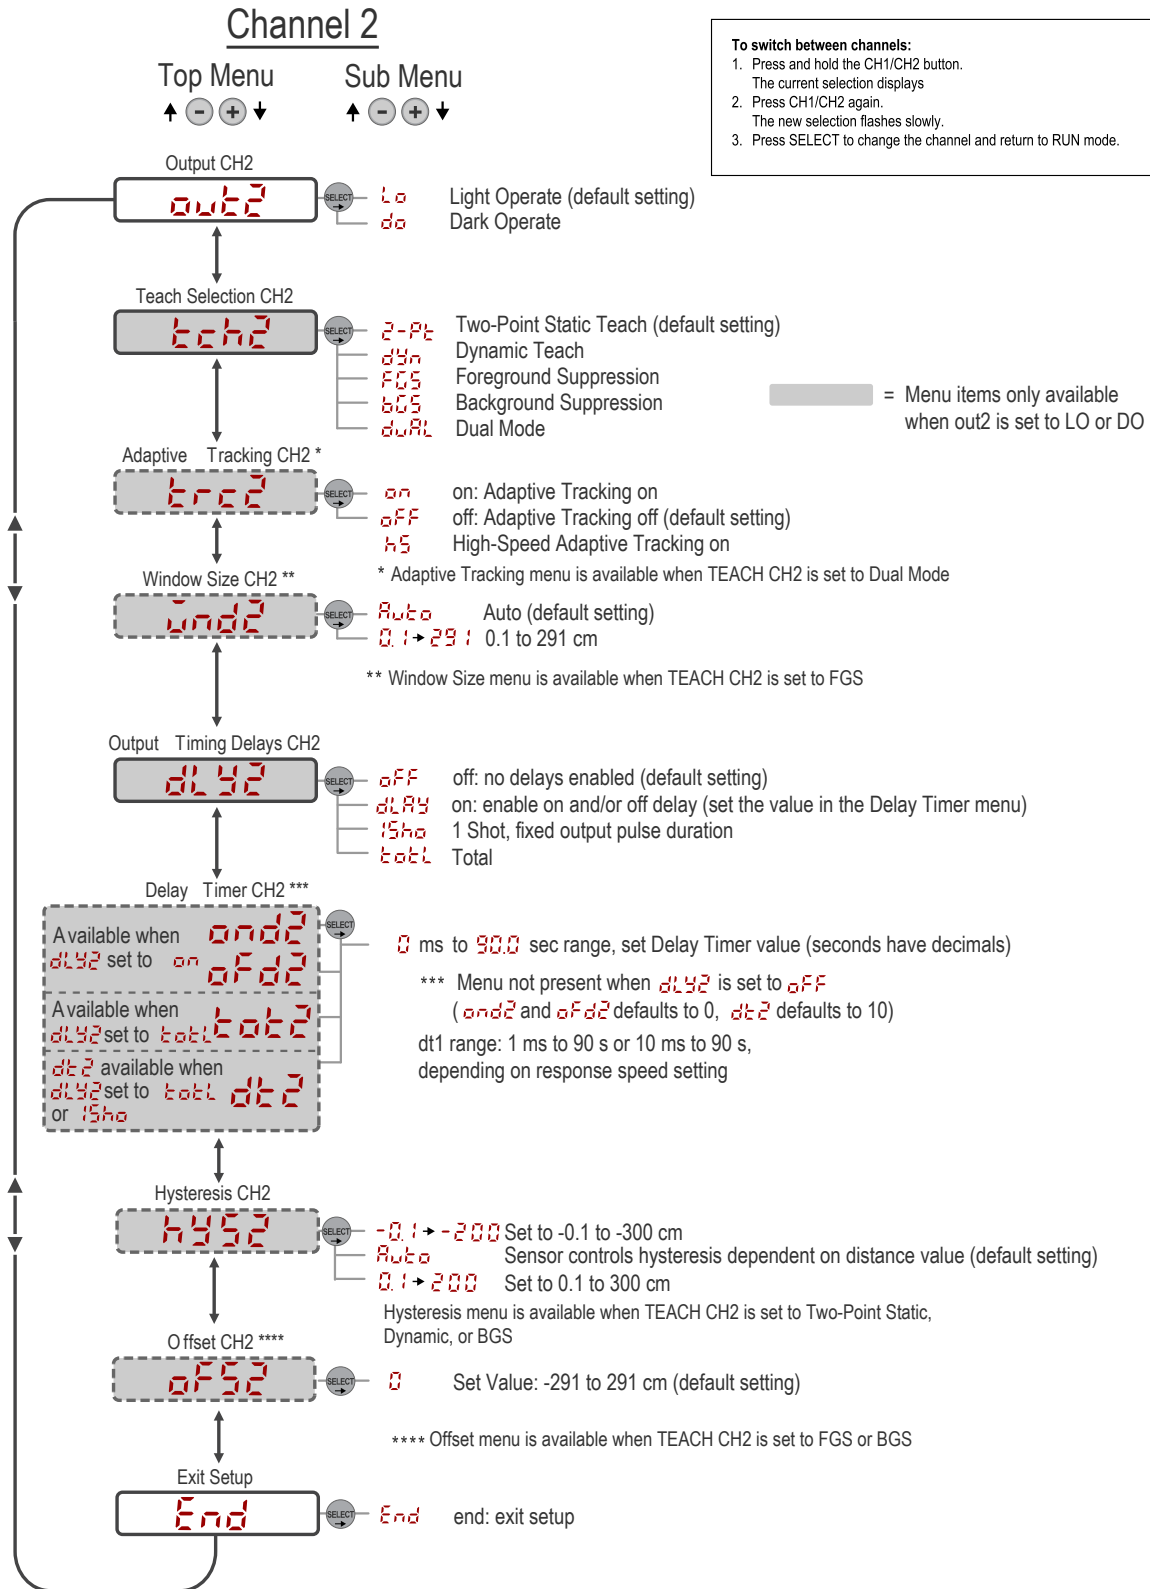 Channel 2
To switch between channels:
1. Press and hold the CH1/CH2 button.
The current selection displays
2. Press CH1/CH2 again.
The new selection flashes slowly.
3. Press SELECT to change the channel and return to RUN mode.
Top Menu
Sub Menu
- +
- +
Output CH2
out2
SELECT
Lo Light Operate (default setting)
do Dark Operate
Teach Selection CH2
tch2
SELECT
2-Pt Two-Point Static Teach (default setting)
dYn Dynamic Teach
FGS Foreground Suppression
bGS Background Suppression
duAL Dual Mode
= Menu items only available
when out2 is set to LO or DO
Adaptive Tracking CH2 *
trc2
SELECT
on on: Adaptive Tracking on
oFF off: Adaptive Tracking off (default setting)
hS High-Speed Adaptive Tracking on
* Adaptive Tracking menu is available when TEACH CH2 is set to Dual Mode
Window Size CH2 **
und2
SELECT
Auto Auto (default setting)
0.1 → 291 0.1 to 291 cm
** Window Size menu is available when TEACH CH2 is set to FGS
Output Timing Delays CH2
dLY2
SELECT
oFF off: no delays enabled (default setting)
dLAY on: enable on and/or off delay (set the value in the Delay Timer menu)
1Sho 1 Shot, fixed output pulse duration
totL Total
Delay Timer CH2 ***
Available when
dLY2 set to on
ond2
oFd2
SELECT
Available when
dLY2 set to totL
tot2
dt2 available when
dLY2 set to totL
or 1Sho
dt2
0 ms to 90.0 sec range, set Delay Timer value (seconds have decimals)
*** Menu not present when dLY2 is set to oFF
( ond2 and oFd2 defaults to 0, dt2 defaults to 10)
dt1 range: 1 ms to 90 s or 10 ms to 90 s,
depending on response speed setting
Hysteresis CH2
hYS2
SELECT
-0.1 → -200 Set to -0.1 to -300 cm
Auto Sensor controls hysteresis dependent on distance value (default setting)
0.1 → 200 Set to 0.1 to 300 cm
Hysteresis menu is available when TEACH CH2 is set to Two-Point Static,
Dynamic, or BGS
Offset CH2 ****
oFS2
SELECT
0 Set Value: -291 to 291 cm (default setting)
**** Offset menu is available when TEACH CH2 is set to FGS or BGS
Exit Setup
End
SELECT
End end: exit setup